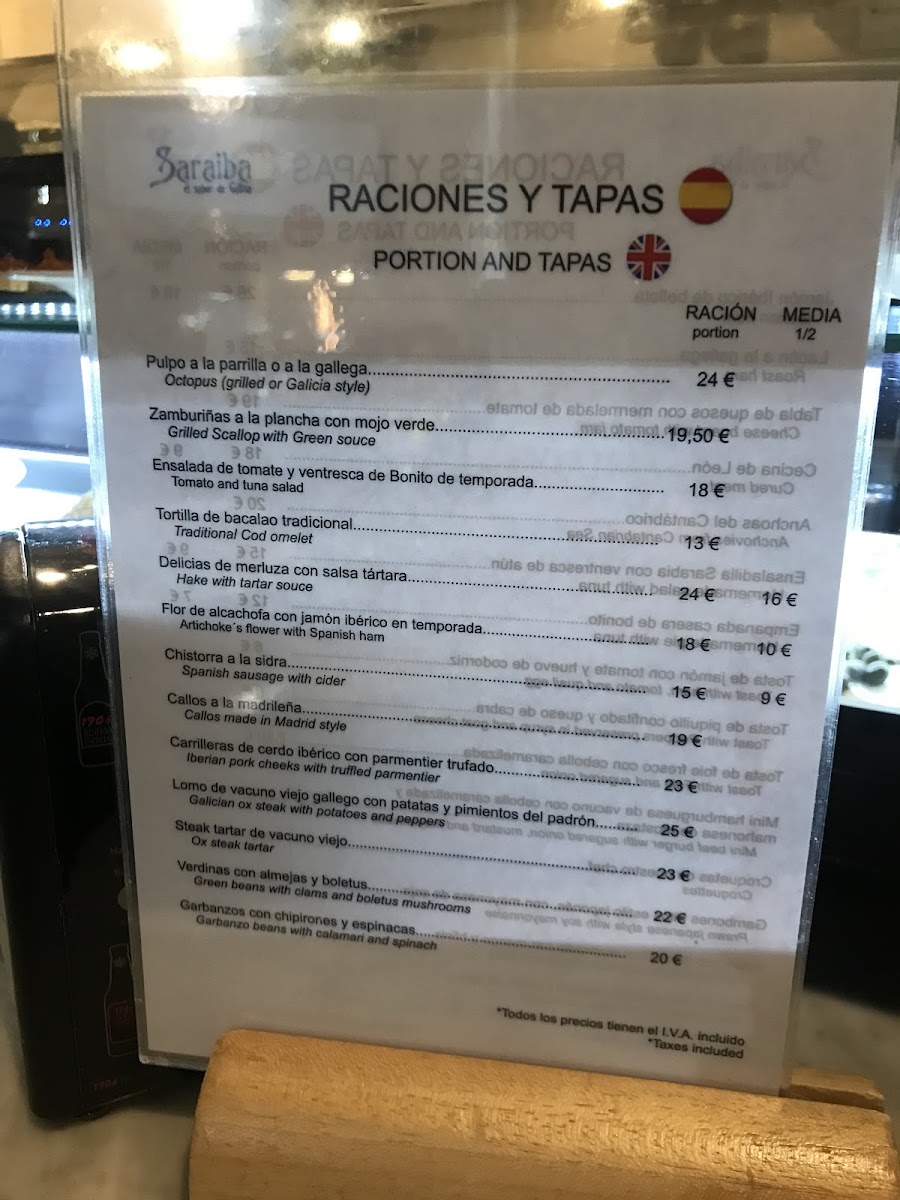 Saraiba
el sabor de Galicia
RACIONES Y TAPAS
PORTION AND TAPAS
RACIÓN MEDIA
portion 1/2
Pulpo a la parrilla o a la gallega 24 €
Octopus (grilled or Galicia style)
Zamburiñas a la plancha con mojo verde 19,50 €
Grilled Scallop with Green souce
Ensalada de tomate y ventresca de Bonito de temporada 18 €
Tomato and tuna salad
Tortilla de bacalao tradicional 13 €
Traditional Cod omelet
Delicias de merluza con salsa tártara 24 € 16 €
Hake with tartar souce
Flor de alcachofa con jamón ibérico en temporada 18 € 10 €
Artichoke´s flower with Spanish ham
Chistorra a la sidra 15 € 9 €
Spanish sausage with cider
Callos a la madrileña 19 €
Callos made in Madrid style
Carrilleras de cerdo ibérico con parmentier trufado 23 €
Iberian pork cheeks with truffled parmentier
Lomo de vacuno viejo gallego con patatas y pimientos del padrón 25 €
Galician ox steak with potatoes and peppers
Steak tartar de vacuno viejo 23 €
Ox steak tartar
Verdinas con almejas y boletus 22 €
Green beans with clams and boletus mushrooms
Garbanzos con chipirones y espinacas 20 €
Garbanzo beans with calamari and spinach
*Todos los precios tienen el I.V.A. incluido
*Taxes included
1906
1906